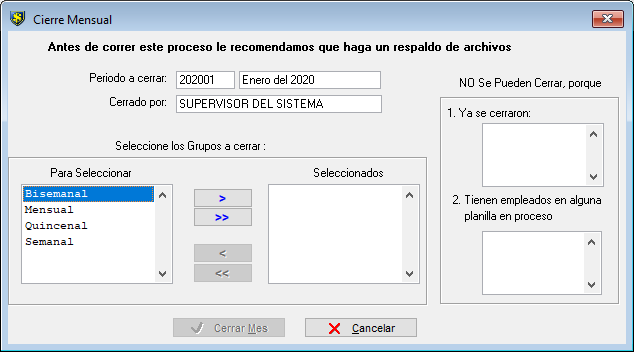 Cierre Mensual
Antes de correr este proceso le recomendamos que haga un respaldo de archivos
Periodo a cerrar: 202001 Enero del 2020
Cerrado por: SUPERVISOR DEL SISTEMA
Seleccione los Grupos a cerrar :
Para Seleccionar
Bisemanal
Mensual
Quincenal
Semanal
>
>>
<
<<
Seleccionados
NO Se Pueden Cerrar, porque
1. Ya se cerraron:
2. Tienen empleados en alguna
planilla en proceso
Cerrar Mes
Cancelar